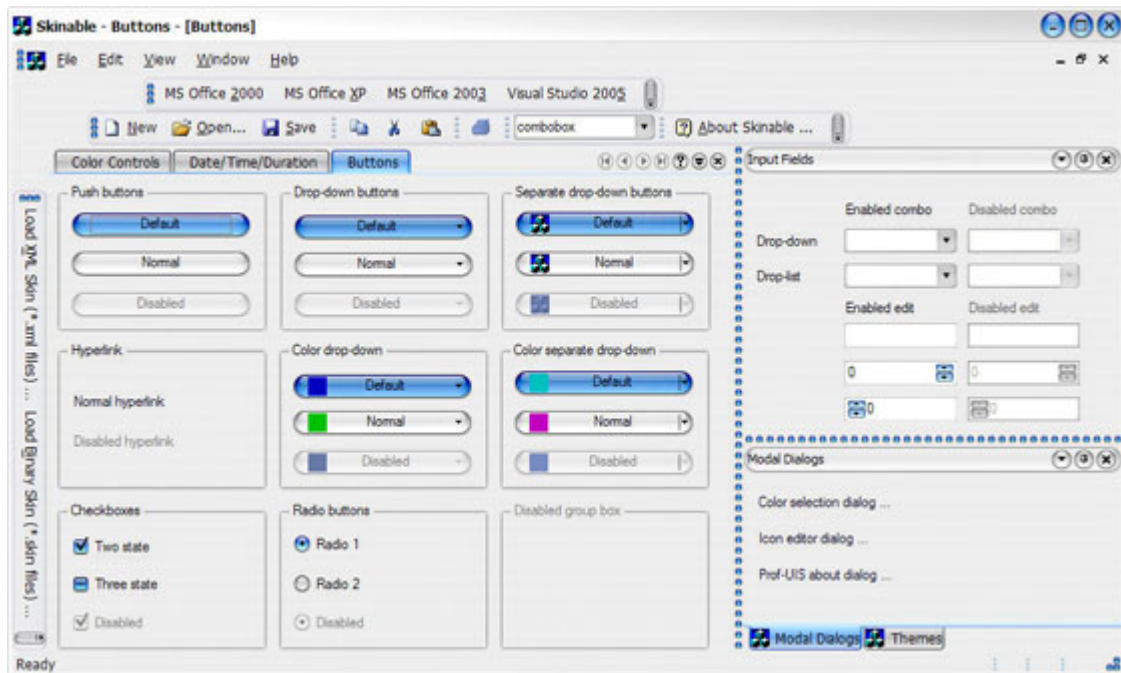 Skinable - Buttons - [Buttons]
File Edit View Window Help
MS Office 2000 MS Office XP MS Office 2003 Visual Studio 2005
New Open... Save combobox About Skinable ...
Color Controls Date/Time/Duration Buttons
Load XML Skin (*.xml files) ... Load Binary Skin (*.skin files) ...
Push buttons
Default
Normal
Disabled
Drop-down buttons
Default
Normal
Disabled
Separate drop-down buttons
Default
Normal
Disabled
Hyperlink
Normal hyperlink
Disabled hyperlink
Color drop-down
Default
Normal
Disabled
Color separate drop-down
Default
Normal
Disabled
Checkboxes
Two state
Three state
Disabled
Radio buttons
Radio 1
Radio 2
Disabled
Disabled group box
Input Fields
Enabled combo Disabled combo
Drop-down
Drop-list
Enabled edit Disabled edit
0 0
0 0
Modal Dialogs
Color selection dialog ...
Icon editor dialog ...
Prof-UIS about dialog ...
Modal Dialogs Themes
Ready